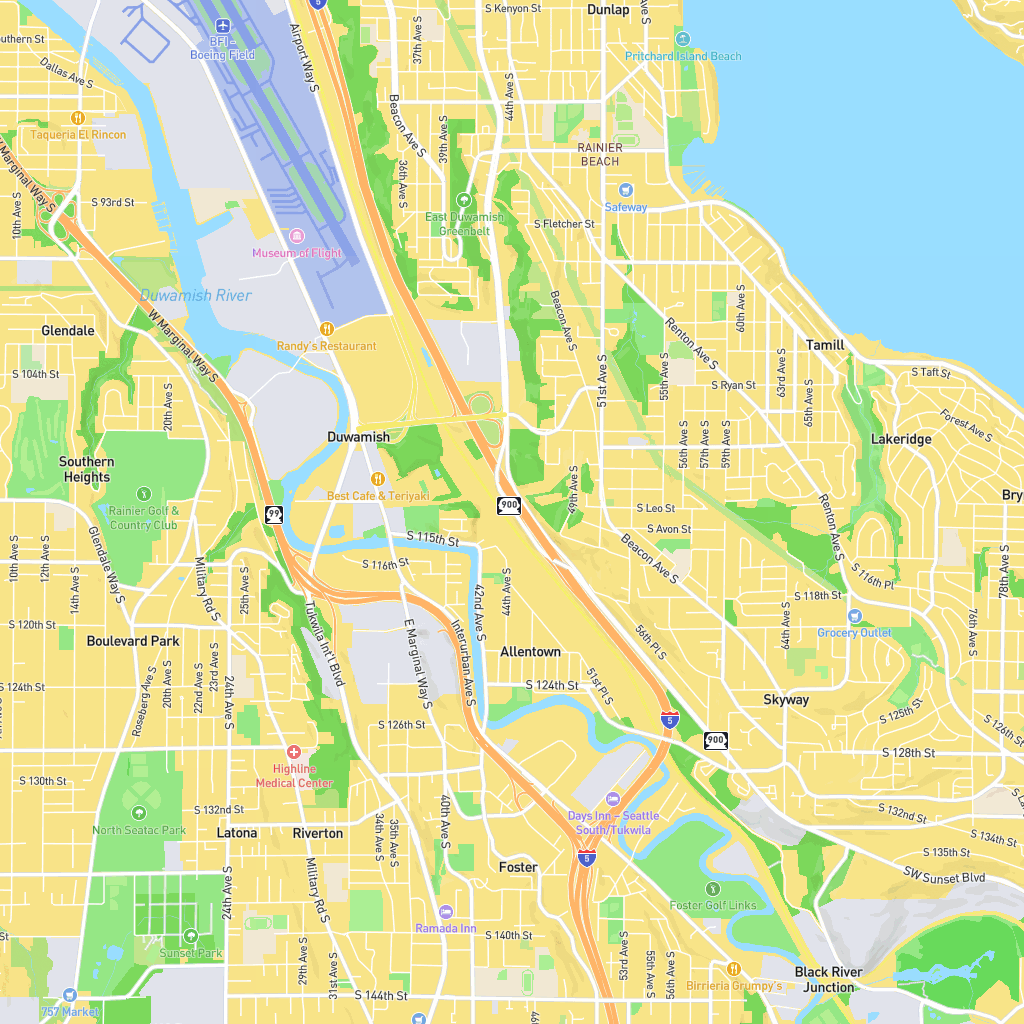 5
S Kenyon St
Dunlap
Southern St
BFI –
Boeing Field
Airport Way S
37th Ave S
Ave S
Pritchard Island Beach
Dallas Ave S
44th Ave S
Taqueria El Rincon
Beacon Ave S
39th Ave S
W Marginal Way S
36th Ave S
RAINIER
BEACH
10th Ave S
S 93rd St
Safeway
East Duwamish
Greenbelt
S Fletcher St
Museum of Flight
Duwamish River
Beacon Ave S
60th Ave S
Glendale
W Marginal Way S
Randy's Restaurant
Renton Ave S
Tamill
S 104th St
20th Ave S
51st Ave S
55th Ave S
S Ryan St
63rd Ave S
65th Ave S
S Taft St
Forest Ave S
Duwamish
56th Ave S
57th Ave S
59th Ave S
Lakeridge
Southern
Heights
Best Cafe & Teriyaki
49th Ave S
Rainier Golf &
Country Club
99
900
S Leo St
Bry
S Avon St
Renton Ave S
Glendale Way S
Military Rd S
S 115th St
Beacon Ave S
10th Ave S
12th Ave S
14th Ave S
25th Ave S
S 116th St
42nd Ave S
44th Ave S
S 116th Pl
78th Ave S
S 118th St
Tukwila Int'l Blvd
Grocery Outlet
S 120th St
Boulevard Park
E Marginal Way S
Interurban Ave S
56th Pl S
64th Ave S
76th Ave S
Allentown
S 124th St
Roseberg Ave S
20th Ave S
22nd Ave S
23rd Ave S
24th Ave S
S 124th St
51st Pl S
Skyway
S 125th St
S 126th St
S 126th St
5
900
S 128th St
Highline
Medical Center
S 130th St
North Seatac Park
S 132nd St
Latona
Riverton
34th Ave S
35th Ave S
40th Ave S
Days Inn – Seattle
South/Tukwila
S 132nd St
S 134th St
S 135th St
5
Foster
SW Sunset Blvd
Military Rd S
24th Ave S
Foster Golf Links
Ramada Inn
Sunset Park
S 140th St
29th Ave S
31st Ave S
53rd Ave S
55th Ave S
56th Ave S
Black River
Junction
Birrieria Grumpy's
S 144th St
757 Market
46th